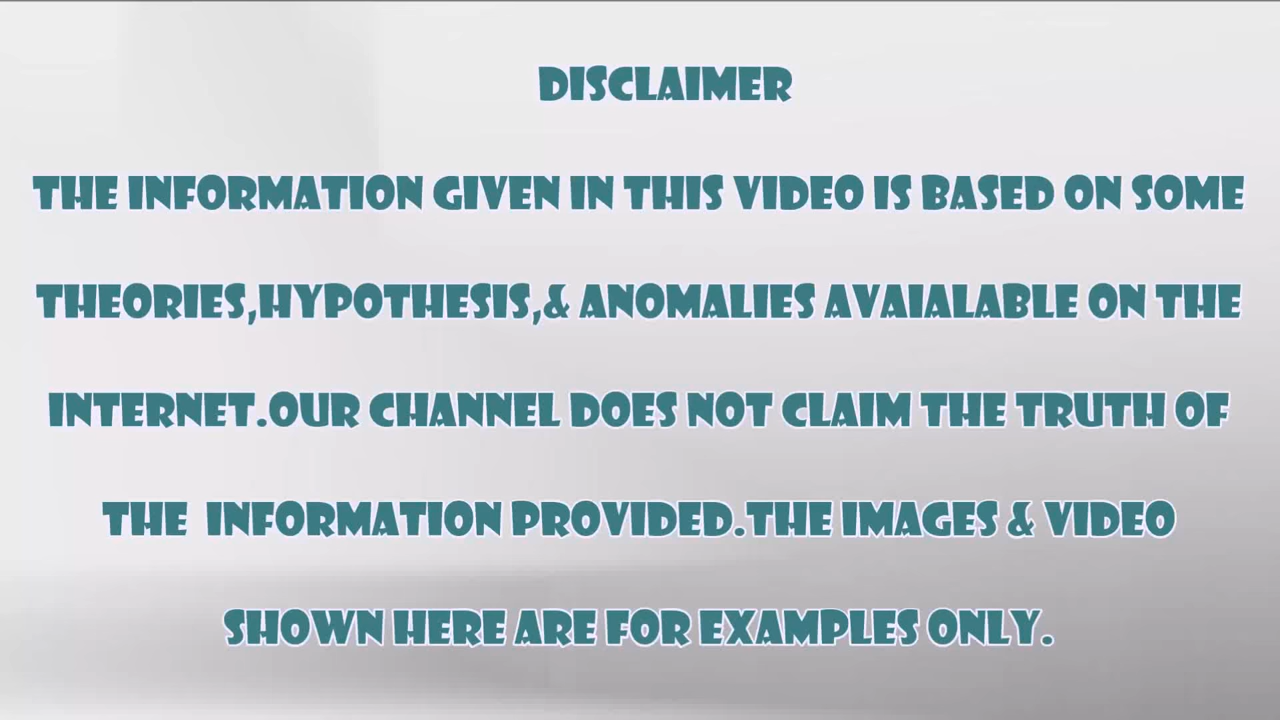 DISCLAIMER
THE INFORMATION GIVEN IN THIS VIDEO IS BASED ON SOME
THEORIES,HYPOTHESIS,& ANOMALIES AVAIALABLE ON THE
INTERNET.OUR CHANNEL DOES NOT CLAIM THE TRUTH OF
THE INFORMATION PROVIDED.THE IMAGES & VIDEO
SHOWN HERE ARE FOR EXAMPLES ONLY.